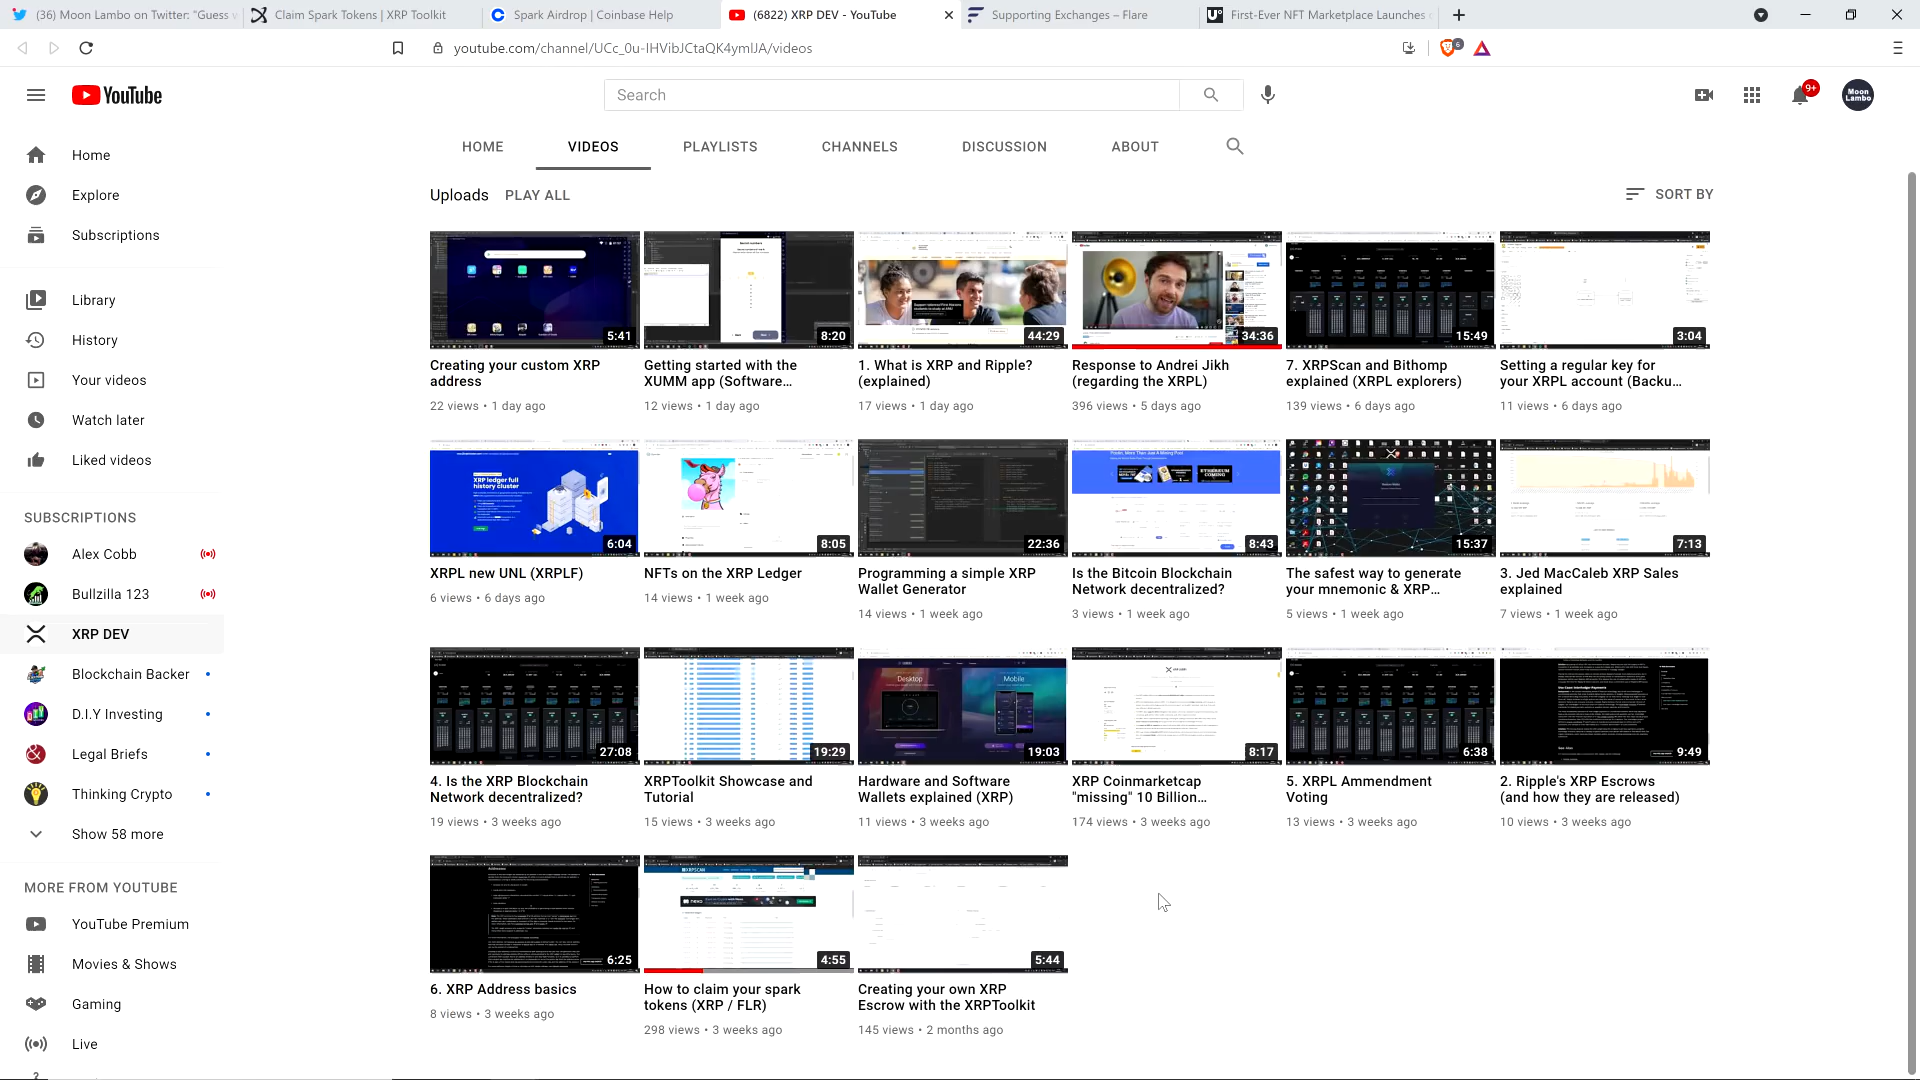 (36) Moon Lambo on Twitter: "Guess w
Claim Spark Tokens | XRP Toolkit
Spark Airdrop | Coinbase Help
(6822) XRP DEV - YouTube
Supporting Exchanges – Flare
First-Ever NFT Marketplace Launches
youtube.com/channel/UCc_0u-IHVibJCtaQK4ymlJA/videos
6
YouTube
Search
9+
Moon
Lambo
HOME
VIDEOS
PLAYLISTS
CHANNELS
DISCUSSION
ABOUT
Home
Explore
Subscriptions
Library
History
Your videos
Watch later
Liked videos
SUBSCRIPTIONS
Alex Cobb
Bullzilla 123
XRP DEV
Blockchain Backer
D.I.Y Investing
Legal Briefs
Thinking Crypto
Show 58 more
MORE FROM YOUTUBE
YouTube Premium
Movies & Shows
Gaming
Live
Uploads PLAY ALL
SORT BY
5:41
Creating your custom XRP
address
22 views • 1 day ago
8:20
Getting started with the
XUMM app (Software...
12 views • 1 day ago
44:29
1. What is XRP and Ripple?
(explained)
17 views • 1 day ago
34:36
Response to Andrei Jikh
(regarding the XRPL)
396 views • 5 days ago
15:49
7. XRPScan and Bithomp
explained (XRPL explorers)
139 views • 6 days ago
3:04
Setting a regular key for
your XRPL account (Backu...
11 views • 6 days ago
XRP ledger full
history cluster
6:04
XRPL new UNL (XRPLF)
6 views • 6 days ago
8:05
NFTs on the XRP Ledger
14 views • 1 week ago
22:36
Programming a simple XRP
Wallet Generator
14 views • 1 week ago
8:43
Is the Bitcoin Blockchain
Network decentralized?
3 views • 1 week ago
15:37
The safest way to generate
your mnemonic & XRP...
5 views • 1 week ago
7:13
3. Jed MacCaleb XRP Sales
explained
7 views • 1 week ago
27:08
4. Is the XRP Blockchain
Network decentralized?
19 views • 3 weeks ago
19:29
XRPToolkit Showcase and
Tutorial
15 views • 3 weeks ago
Desktop
Mobile
19:03
Hardware and Software
Wallets explained (XRP)
11 views • 3 weeks ago
8:17
XRP Coinmarketcap
"missing" 10 Billion...
174 views • 3 weeks ago
6:38
5. XRPL Ammendment
Voting
13 views • 3 weeks ago
9:49
2. Ripple's XRP Escrows
(and how they are released)
10 views • 3 weeks ago
6:25
6. XRP Address basics
8 views • 3 weeks ago
XRPSCAN
4:55
How to claim your spark
tokens (XRP / FLR)
298 views • 3 weeks ago
5:44
Creating your own XRP
Escrow with the XRPToolkit
145 views • 2 months ago